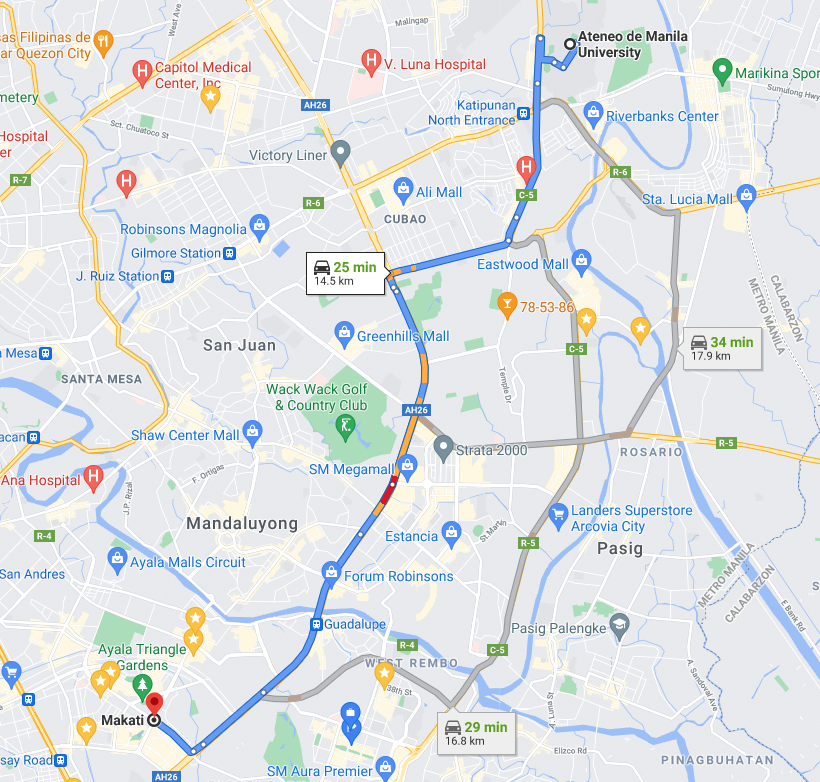 sas Filipinas de
ar Quezon City
West Ave
Malingap
Ateneo de Manila
University
Capitol Medical
Center, Inc
V. Luna Hospital
Marikina Spor
Sumulong Hwy
metery
AH26
Katipunan
North Entrance
Riverbanks Center
Sct. Chuatoco St
Hospital
er
Victory Liner
R-7
R-6
C-5
Ali Mall
R-6
Sta. Lucia Mall
CUBAO
Robinsons Magnolia
Gilmore Station
J. Ruiz Station
25 min
14.5 km
Eastwood Mall
78-53-86
METRO MANILA
CALABARZON
Greenhills Mall
San Juan
C-5
34 min
17.9 km
a Mesa
SANTA MESA
Temple Dr
Wack Wack Golf
& Country Club
AH26
acan
Shaw Center Mall
Strata 2000
R-5
ROSARIO
SM Megamall
F. Ortigas
Ana Hospital
J.P. Rizal
Landers Superstore
Arcovia City
Mandaluyong
R-4
Estancia
St. Martin
R-5
Pasig
San Andres
Ayala Malls Circuit
Forum Robinsons
METRO MANILA
CALABARZON
E Bank Rd
Guadalupe
Pasig Palengke
R-4
Ayala Triangle
Gardens
WEST REMBO
C-5
38th St
A. Sandoval Ave
J. Luna St
Makati
29 min
16.8 km
Elizco Rd
say Road
AH26
SM Aura Premier
PINAGBUHATAN